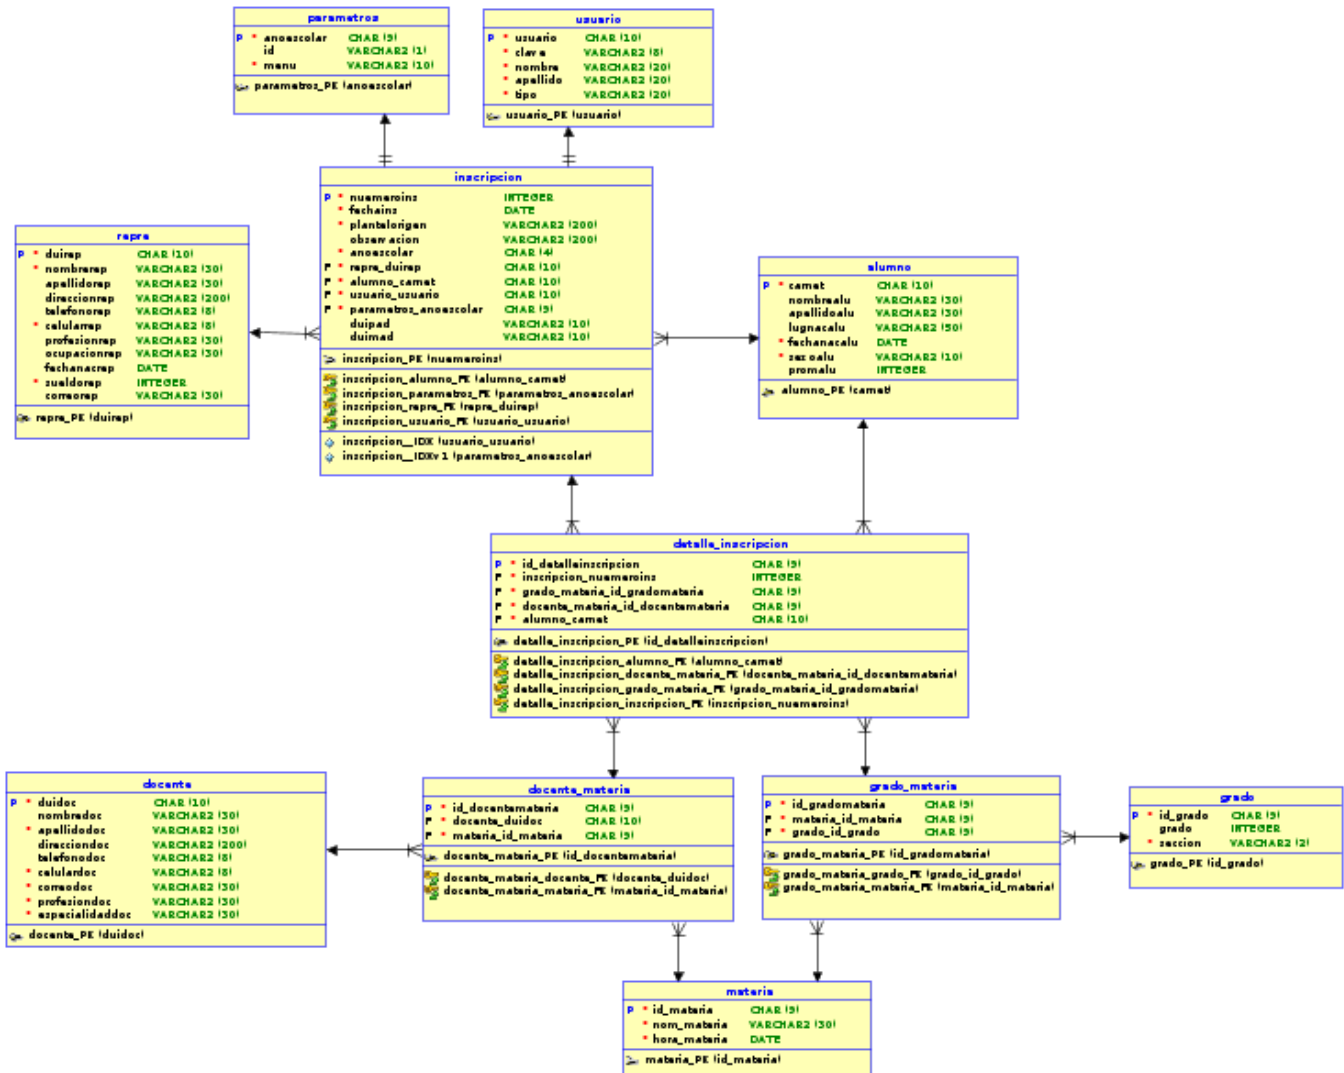 parametros
P * anoescolar CHAR (9)
id VARCHAR2 (1)
* menu VARCHAR2 (10)
parametros_PK (anoescolar)
usuario
P * usuario CHAR (10)
* clave VARCHAR2 (8)
* nombre VARCHAR2 (20)
* apellido VARCHAR2 (20)
* tipo VARCHAR2 (20)
usuario_PK (usuario)
inscripcion
P * nuemeroins INTEGER
* fechains DATE
* plantelorigen VARCHAR2 (200)
observacion VARCHAR2 (200)
* anoescolar CHAR (4)
F * repre_duirep CHAR (10)
F * alumno_carnet CHAR (10)
F * usuario_usuario CHAR (10)
F * parametros_anoescolar CHAR (9)
duipad VARCHAR2 (10)
duimad VARCHAR2 (10)
inscripcion_PK (nuemeroins)
inscripcion_alumno_FK (alumno_carnet)
inscripcion_parametros_FK (parametros_anoescolar)
inscripcion_repre_FK (repre_duirep)
inscripcion_usuario_FK (usuario_usuario)
inscripcion__IDX (usuario_usuario)
inscripcion__IDXv1 (parametros_anoescolar)
repre
P * duirep CHAR (10)
* nombrerep VARCHAR2 (30)
apellidorep VARCHAR2 (30)
direccionrep VARCHAR2 (200)
telefonorep VARCHAR2 (8)
* celularrep VARCHAR2 (8)
profesionrep VARCHAR2 (30)
ocupacionrep VARCHAR2 (30)
fechanacrep DATE
* sueldorep INTEGER
correorep VARCHAR2 (30)
repre_PK (duirep)
alumno
P * carnet CHAR (10)
nombrealu VARCHAR2 (30)
apellidoalu VARCHAR2 (30)
lugnacalu VARCHAR2 (50)
* fechanacalu DATE
* sexoalu VARCHAR2 (10)
promalu INTEGER
alumno_PK (carnet)
detalle_inscripcion
P * id_detalleinscripcion CHAR (9)
F * inscripcion_nuemeroins INTEGER
F * grado_materia_id_gradomateria CHAR (9)
F * docente_materia_id_docentemateria CHAR (9)
F * alumno_carnet CHAR (10)
detalle_inscripcion_PK (id_detalleinscripcion)
detalle_inscripcion_alumno_FK (alumno_carnet)
detalle_inscripcion_docente_materia_FK (docente_materia_id_docentemateria)
detalle_inscripcion_grado_materia_FK (grado_materia_id_gradomateria)
detalle_inscripcion_inscripcion_FK (inscripcion_nuemeroins)
docente
P * duidoc CHAR (10)
nombredoc VARCHAR2 (30)
* apellidodoc VARCHAR2 (30)
direcciondoc VARCHAR2 (200)
telefonodoc VARCHAR2 (8)
* celulardoc VARCHAR2 (8)
* correodoc VARCHAR2 (30)
* profesiondoc VARCHAR2 (30)
* especialidaddoc VARCHAR2 (30)
docente_PK (duidoc)
docente_materia
P * id_docentemateria CHAR (9)
F * docente_duidoc CHAR (10)
F * materia_id_materia CHAR (9)
docente_materia_PK (id_docentemateria)
docente_materia_docente_FK (docente_duidoc)
docente_materia_materia_FK (materia_id_materia)
grado_materia
P * id_gradomateria CHAR (9)
F * materia_id_materia CHAR (9)
F * grado_id_grado CHAR (9)
grado_materia_PK (id_gradomateria)
grado_materia_grado_FK (grado_id_grado)
grado_materia_materia_FK (materia_id_materia)
grado
P * id_grado CHAR (9)
grado INTEGER
* seccion VARCHAR2 (2)
grado_PK (id_grado)
materia
P * id_materia CHAR (9)
* nom_materia VARCHAR2 (30)
* hora_materia DATE
materia_PK (id_materia)